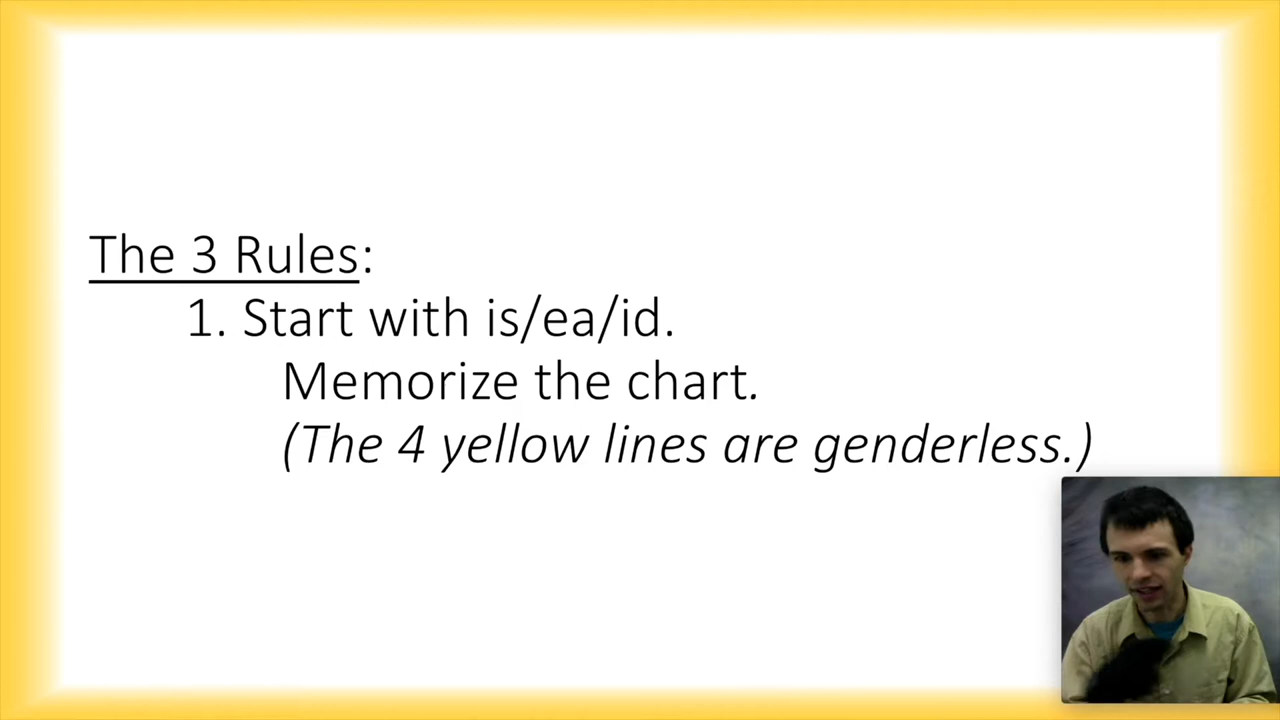 The 3 Rules:
1. Start with is/ea/id.
Memorize the chart.
(The 4 yellow lines are genderless.)